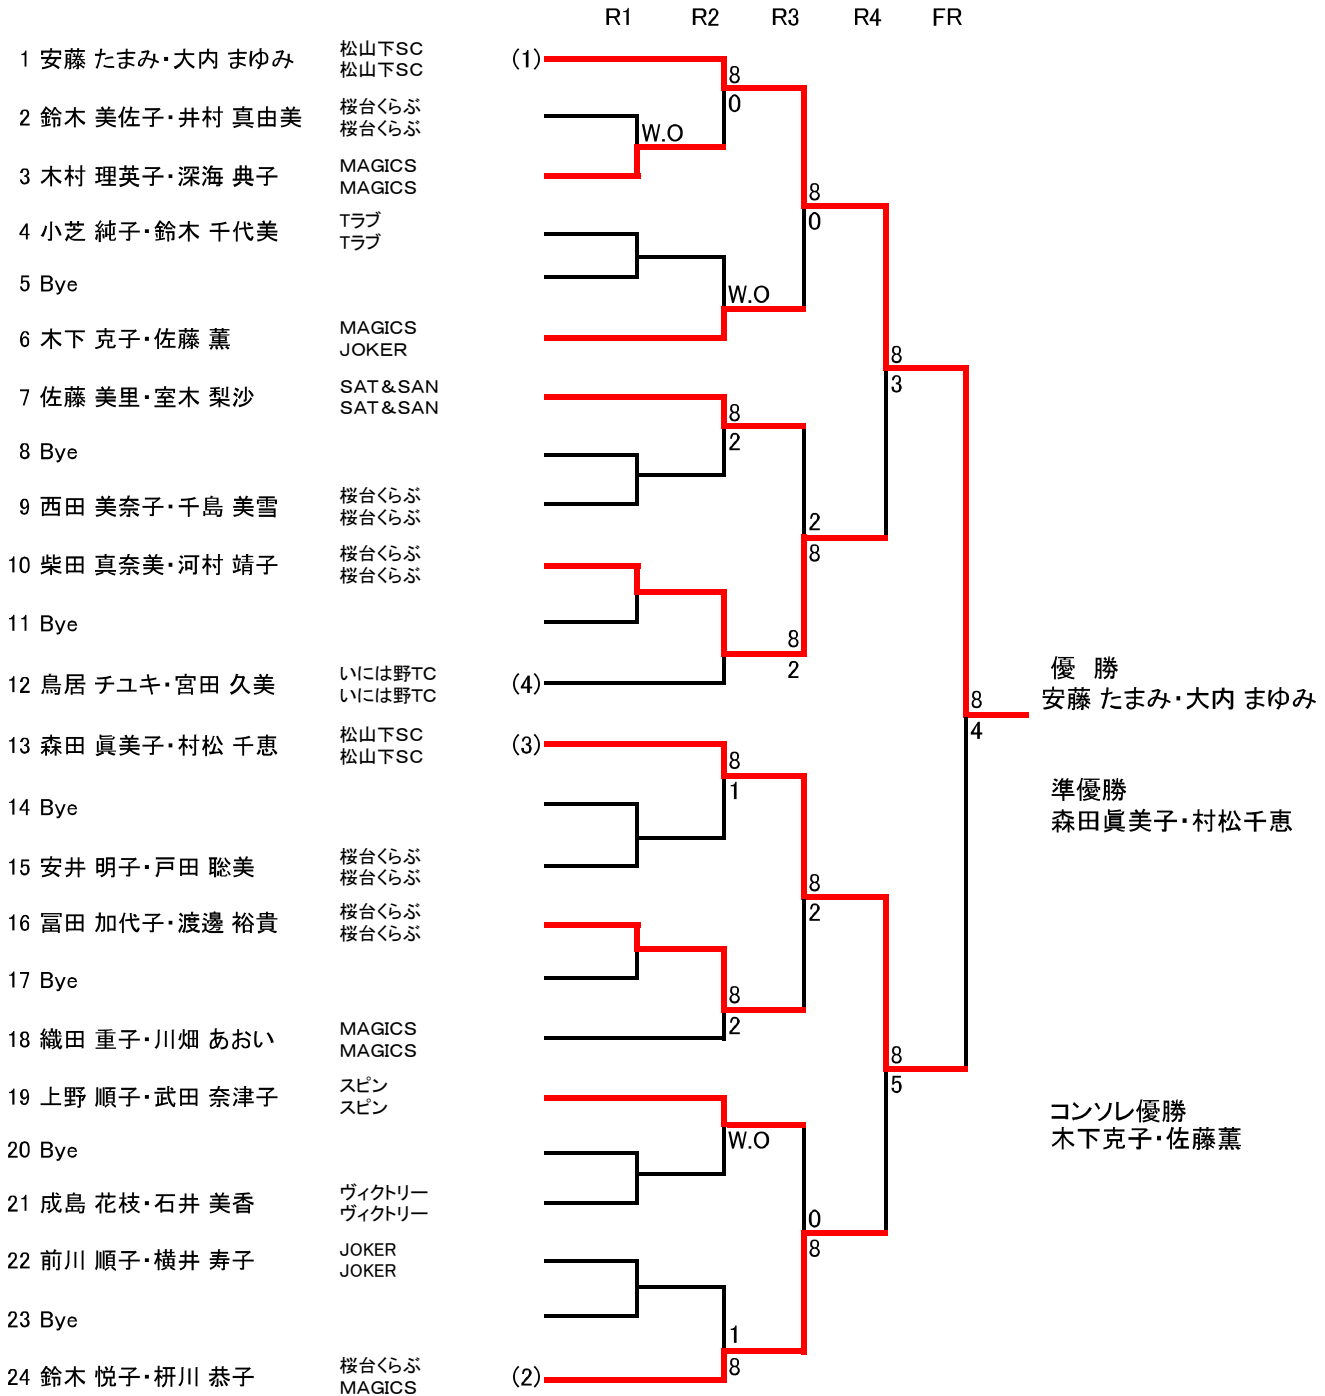 R1 R2 R3 R4 FR
1 安藤 たまみ・大内 まゆみ 松山下SC (1)
松山下SC
8
0
2 鈴木 美佐子・井村 真由美 桜台くらぶ
桜台くらぶ
W.O
3 木村 理英子・深海 典子 MAGICS
MAGICS
8
0
4 小芝 純子・鈴木 千代美 Tラブ
Tラブ
5 Bye
W.O
6 木下 克子・佐藤 薫 MAGICS
JOKER
8
3
7 佐藤 美里・室木 梨沙 SAT&SAN
SAT&SAN
8
2
8 Bye
9 西田 美奈子・千島 美雪 桜台くらぶ
桜台くらぶ
2
8
10 柴田 真奈美・河村 靖子 桜台くらぶ
桜台くらぶ
11 Bye
8
2
12 鳥居 チユキ・宮田 久美 いには野TC (4)
いには野TC
優 勝
安藤 たまみ・大内 まゆみ
8
4
13 森田 眞美子・村松 千恵 松山下SC (3)
松山下SC
8
1
準優勝
森田眞美子・村松千恵
14 Bye
15 安井 明子・戸田 聡美 桜台くらぶ
桜台くらぶ
8
2
16 冨田 加代子・渡邊 裕貴 桜台くらぶ
桜台くらぶ
17 Bye
8
2
18 織田 重子・川畑 あおい MAGICS
MAGICS
8
5
19 上野 順子・武田 奈津子 スピン
スピン
コンソレ優勝
木下克子・佐藤薫
W.O
20 Bye
21 成島 花枝・石井 美香 ヴィクトリー
ヴィクトリー
0
8
22 前川 順子・横井 寿子 JOKER
JOKER
23 Bye
1
8
24 鈴木 悦子・枡川 恭子 桜台くらぶ (2)
MAGICS